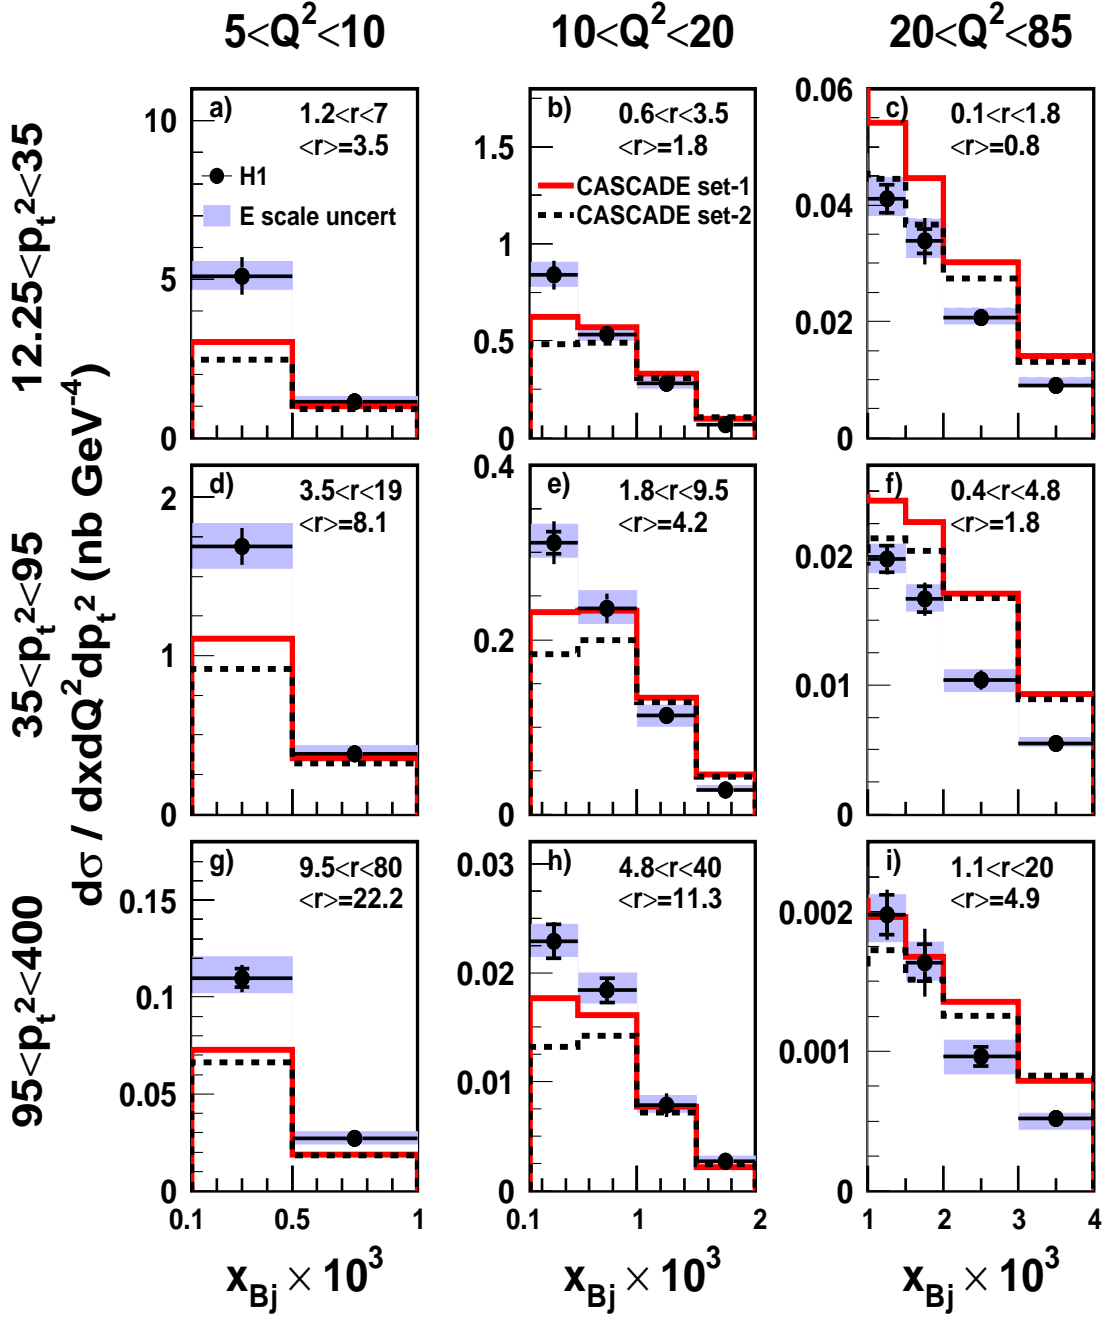 5<Q²<10
10<Q²<20
20<Q²<85
12.25<pₜ²<35
35<pₜ²<95
95<pₜ²<400
dσ / dxdQ²dpₜ² (nb GeV⁻⁴)
a)
1.2<r<7
<r>=3.5
H1
E scale uncert
10
5
0
b)
0.6<r<3.5
<r>=1.8
CASCADE set-1
CASCADE set-2
1.5
1
0.5
0
c)
0.1<r<1.8
<r>=0.8
0.06
0.04
0.02
0
d)
3.5<r<19
<r>=8.1
2
1
0
e)
1.8<r<9.5
<r>=4.2
0.4
0.2
0
f)
0.4<r<4.8
<r>=1.8
0.02
0.01
0
g)
9.5<r<80
<r>=22.2
0.15
0.1
0.05
0
0.1 0.5 1
h)
4.8<r<40
<r>=11.3
0.03
0.02
0.01
0
0.1 1 2
i)
1.1<r<20
<r>=4.9
0.002
0.001
0
1 2 3 4
x_Bj × 10³
x_Bj × 10³
x_Bj × 10³